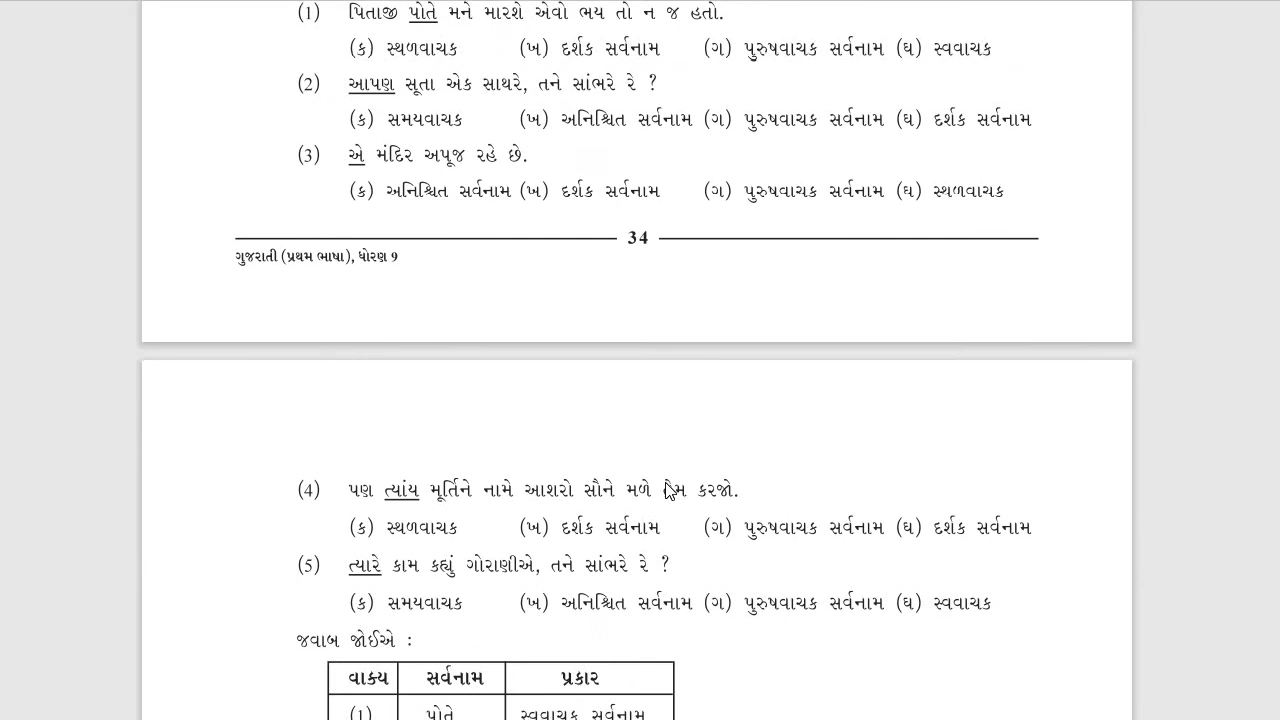 (1) પિતાજી પોતે મને મારશે એવો ભય તો ન જ હતો.
(ક) સ્થળવાચક (ખ) દર્શક સર્વનામ (ગ) પુરુષવાચક સર્વનામ (ઘ) સ્વવાચક
(2) આપણ સૂતા એક સાથરે, તને સાંભરે રે ?
(ક) સમયવાચક (ખ) અનિશ્ચિત સર્વનામ (ગ) પુરુષવાચક સર્વનામ (ઘ) દર્શક સર્વનામ
(3) એ મંદિર અપૂજ રહે છે.
(ક) અનિશ્ચિત સર્વનામ (ખ) દર્શક સર્વનામ (ગ) પુરુષવાચક સર્વનામ (ઘ) સ્થળવાચક
34
ગુજરાતી (પ્રથમ ભાષા), ધોરણ 9
(4) પણ ત્યાંય મૂર્તિને નામે આશરો સૌને મળે કરજો.
(ક) સ્થળવાચક (ખ) દર્શક સર્વનામ (ગ) પુરુષવાચક સર્વનામ (ઘ) દર્શક સર્વનામ
(5) ત્યારે કામ કહ્યું ગોરાણીએ, તને સાંભરે રે ?
(ક) સમયવાચક (ખ) અનિશ્ચિત સર્વનામ (ગ) પુરુષવાચક સર્વનામ (ઘ) સ્વવાચક
જવાબ જોઈએ :
વાક્ય સર્વનામ પ્રકાર
(1) પોતે સ્વવાચક સર્વનામ